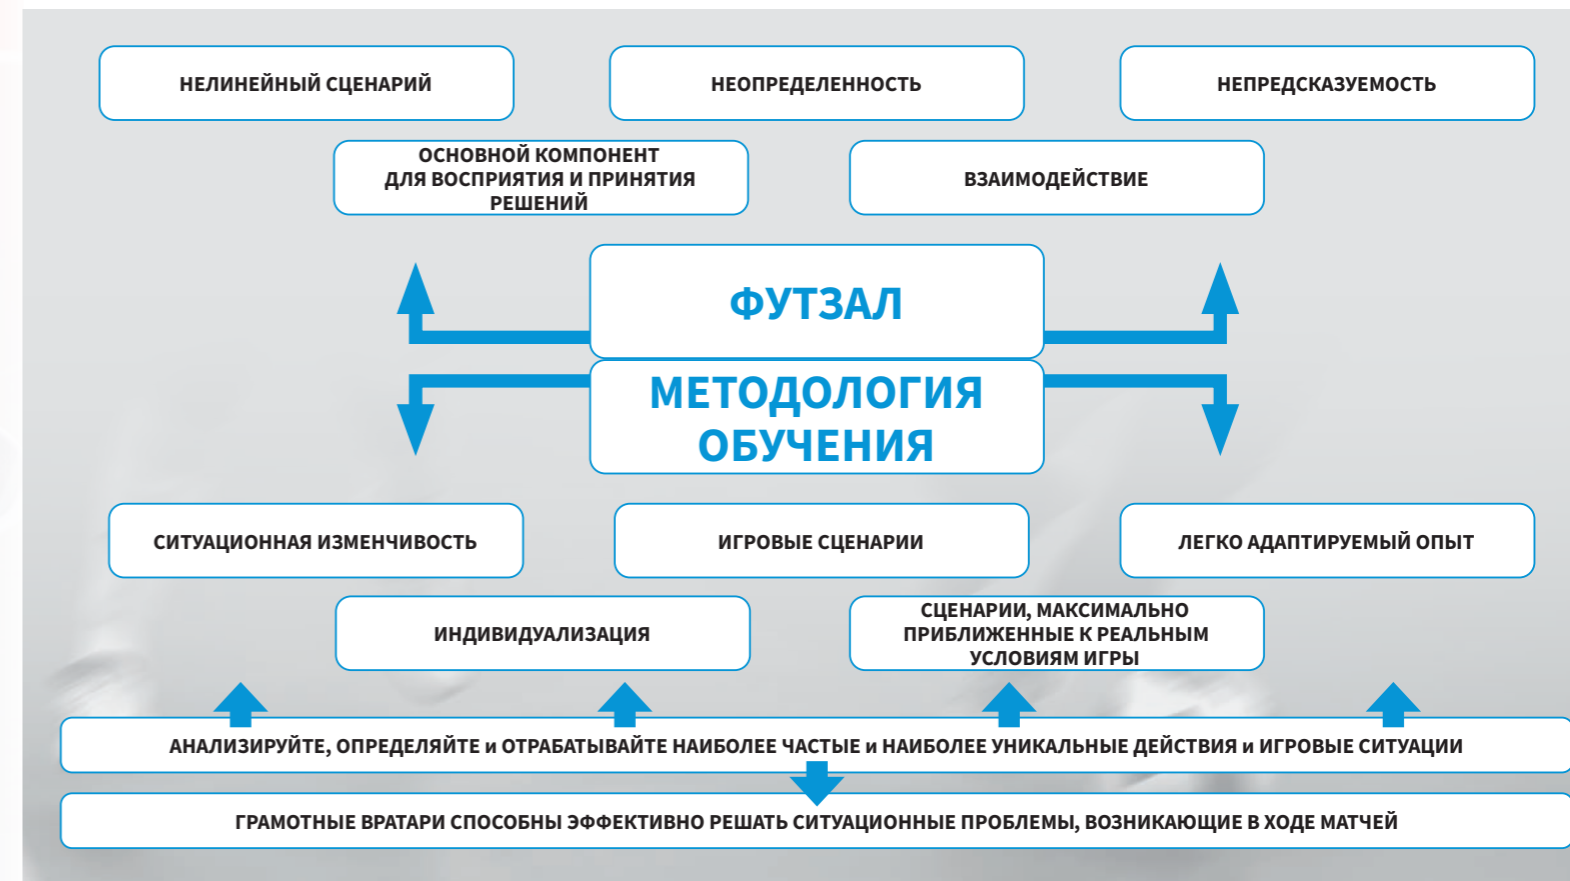 НЕЛИНЕЙНЫЙ СЦЕНАРИЙ
НЕОПРЕДЕЛЕННОСТЬ
НЕПРЕДСКАЗУЕМОСТЬ
ОСНОВНОЙ КОМПОНЕНТ
ДЛЯ ВОСПРИЯТИЯ И ПРИНЯТИЯ
РЕШЕНИЙ
ВЗАИМОДЕЙСТВИЕ
ФУТЗАЛ
МЕТОДОЛОГИЯ
ОБУЧЕНИЯ
СИТУАЦИОННАЯ ИЗМЕНЧИВОСТЬ
ИГРОВЫЕ СЦЕНАРИИ
ЛЕГКО АДАПТИРУЕМЫЙ ОПЫТ
ИНДИВИДУАЛИЗАЦИЯ
СЦЕНАРИИ, МАКСИМАЛЬНО
ПРИБЛИЖЕННЫЕ К РЕАЛЬНЫМ
УСЛОВИЯМ ИГРЫ
АНАЛИЗИРУЙТЕ, ОПРЕДЕЛЯЙТЕ и ОТРАБАТЫВАЙТЕ НАИБОЛЕЕ ЧАСТЫЕ и НАИБОЛЕЕ УНИКАЛЬНЫЕ ДЕЙСТВИЯ и ИГРОВЫЕ СИТУАЦИИ
ГРАМОТНЫЕ ВРАТАРИ СПОСОБНЫ ЭФФЕКТИВНО РЕШАТЬ СИТУАЦИОННЫЕ ПРОБЛЕМЫ, ВОЗНИКАЮЩИЕ В ХОДЕ МАТЧЕЙ